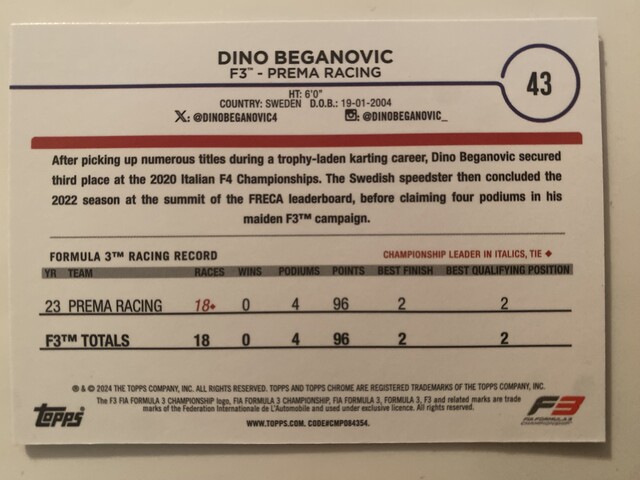 DINO BEGANOVIC
F3™ - PREMA RACING
43
HT: 6'0"
COUNTRY: SWEDEN D.O.B.: 19-01-2004
X: @DINOBEGANOVIC4 : @DINOBEGANOVIC_
After picking up numerous titles during a trophy-laden karting career, Dino Beganovic secured
third place at the 2020 Italian F4 Championships. The Swedish speedster then concluded the
2022 season at the summit of the FRECA leaderboard, before claiming four podiums in his
maiden F3™ campaign.
FORMULA 3™ RACING RECORD CHAMPIONSHIP LEADER IN ITALICS, TIE ♦
YR TEAM RACES WINS PODIUMS POINTS BEST FINISH BEST QUALIFYING POSITION
23 PREMA RACING 18♦ 0 4 96 2 2
F3™ TOTALS 18 0 4 96 2 2
® & © 2024 THE TOPPS COMPANY, INC. ALL RIGHTS RESERVED. TOPPS AND TOPPS CHROME ARE REGISTERED TRADEMARKS OF THE TOPPS COMPANY, INC.
The F3 FIA FORMULA 3 CHAMPIONSHIP logo, FIA FORMULA 3 CHAMPIONSHIP, FIA FORMULA 3, FORMULA 3, F3 and related marks are trade
marks of the Federation Internationale de L'Automobile and used under exclusive licence. All rights reserved.
WWW.TOPPS.COM. CODE#CMP084354.
topps
F3
FIA FORMULA 3
CHAMPIONSHIP